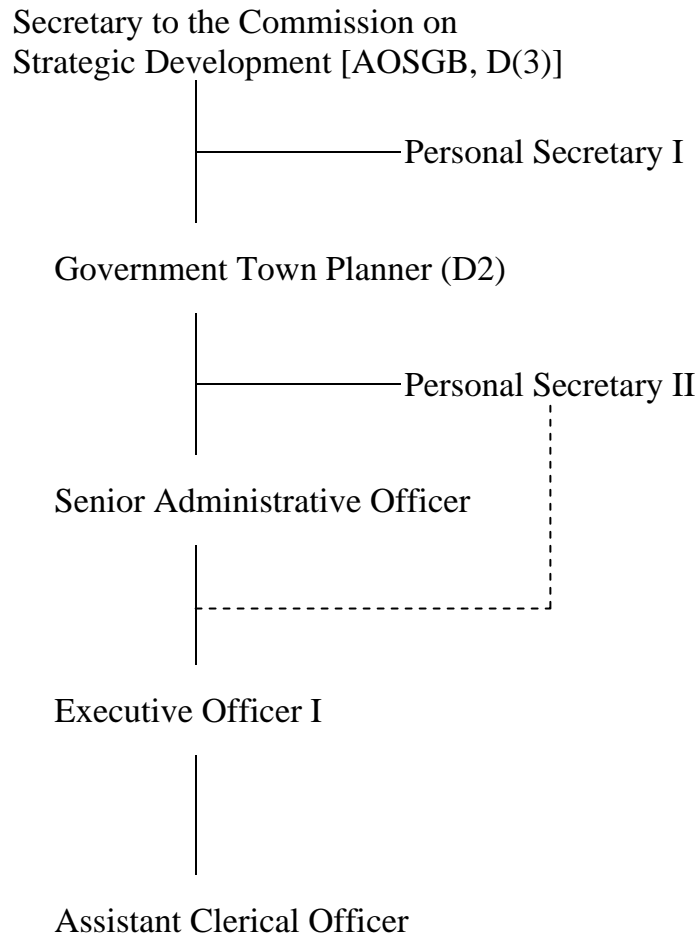 Secretary to the Commission on
Strategic Development [AOSGB, D(3)]
Personal Secretary I
Government Town Planner (D2)
Personal Secretary II
Senior Administrative Officer
Executive Officer I
Assistant Clerical Officer